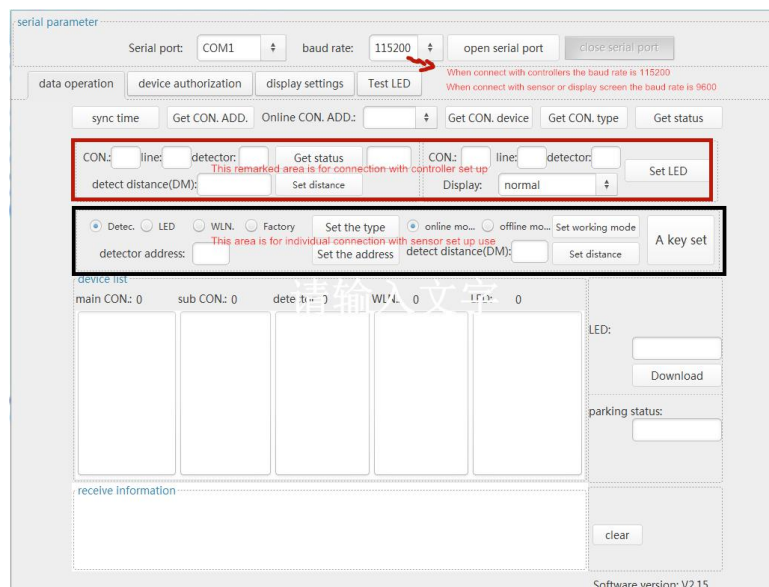 serial parameter
Serial port: COM1 baud rate: 115200 open serial port close serial port
When connect with controllers the baud rate is 115200
When connect with sensor or display screen the baud rate is 9600
data operation device authorization display settings Test LED
sync time Get CON. ADD. Online CON. ADD.: Get CON. device Get CON. type Get status
CON.: line: detector: Get status CON.: line: detector:
This remarked area is for connection with controller set up
Set LED
detect distance(DM): Set distance Display: normal
Detec. LED WLN. Factory Set the type online mo... offline mo... Set working mode
This area is for individual connection with sensor set up use
A key set
detector address: Set the address detect distance(DM): Set distance
device list
main CON.: 0 sub CON.: 0 detector: 0 WLN.: 0 LED: 0
请输入文字
LED:
Download
parking status:
receive information
clear
Software version: V2.15